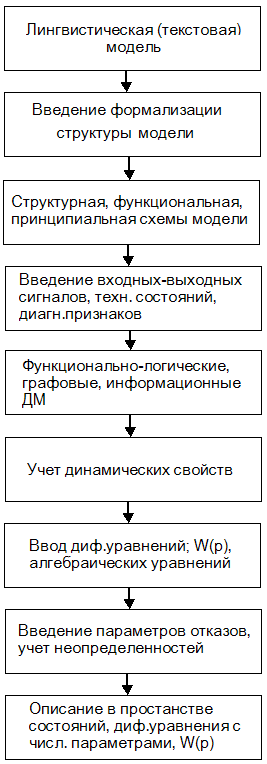 Лингвистическая (текстовая)
модель
Введение формализации
структуры модели
Структурная, функциональная,
принципиальная схемы модели
Введение входных-выходных
сигналов, техн. состояний,
диагн.признаков
Функционально-логические,
графовые, информационные
ДМ
Учет динамических свойств
Ввод диф.уравнений; W(p),
алгебраических уравнений
Введение параметров отказов,
учет неопределенностей
Описание в простанстве
состояний, диф.уравнения с
числ. параметрами, W(p)